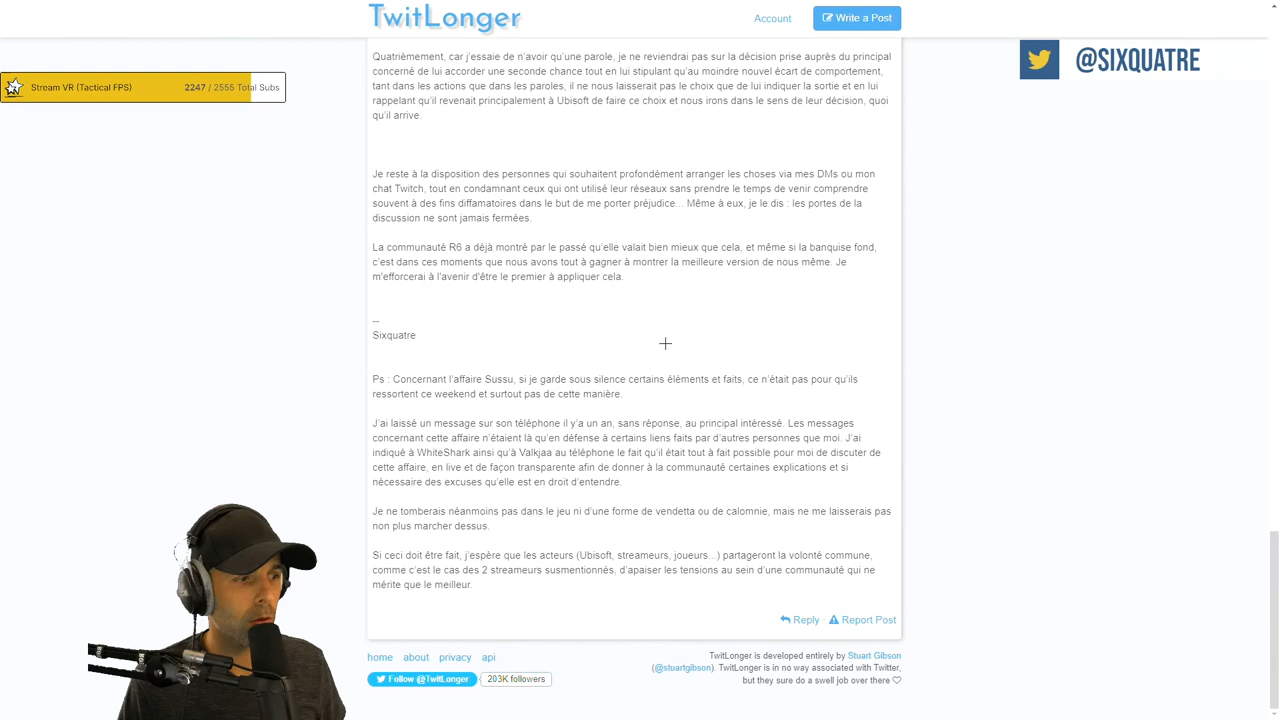 TwitLonger
Account
Write a Post
@SIXQUATRE
Stream VR (Tactical FPS)
2247 / 2555 Total Subs
Quatrièmement, car j'essaie de n'avoir qu'une parole, je ne reviendrai pas sur la décision prise auprès du principal
concerné de lui accorder une seconde chance tout en lui stipulant qu'au moindre nouvel écart de comportement,
tant dans les actions que dans les paroles, il ne nous laisserait pas le choix que de lui indiquer la sortie et en lui
rappelant qu'il revenait principalement à Ubisoft de faire ce choix et nous irons dans le sens de leur décision, quoi
qu'il arrive.
Je reste à la disposition des personnes qui souhaitent profondément arranger les choses via mes DMs ou mon
chat Twitch, tout en condamnant ceux qui ont utilisé leur réseaux sans prendre le temps de venir comprendre
souvent à des fins diffamatoires dans le but de me porter préjudice... Même à eux, je le dis : les portes de la
discussion ne sont jamais fermées.
La communauté R6 a déjà montré par le passé qu'elle valait bien mieux que cela, et même si la banquise fond,
c'est dans ces moments que nous avons tout à gagner à montrer la meilleure version de nous même. Je
m'efforcerai à l'avenir d'être le premier à appliquer cela.
--
Sixquatre
Ps : Concernant l'affaire Sussu, si je garde sous silence certains éléments et faits, ce n'était pas pour qu'ils
ressortent ce weekend et surtout pas de cette manière.
J'ai laissé un message sur son téléphone il y'a un an, sans réponse, au principal intéressé. Les messages
concernant cette affaire n'étaient là qu'en défense à certains liens faits par d'autres personnes que moi. J'ai
indiqué à WhiteShark ainsi qu'à Valkjaa au téléphone le fait qu'il était tout à fait possible pour moi de discuter de
cette affaire, en live et de façon transparente afin de donner à la communauté certaines explications et si
nécessaire des excuses qu'elle est en droit d'entendre.
Je ne tomberais néanmoins pas dans le jeu ni d'une forme de vendetta ou de calomnie, mais ne me laisserais pas
non plus marcher dessus.
Si ceci doit être fait, j'espère que les acteurs (Ubisoft, streameurs, joueurs...) partageront la volonté commune,
comme c'est le cas des 2 streameurs susmentionnés, d'apaiser les tensions au sein d'une communauté qui ne
mérite que le meilleur.
Reply · Report Post
home about privacy api
Follow @TwitLonger
203K followers
TwitLonger is developed entirely by Stuart Gibson
(@stuartgibson). TwitLonger is in no way associated with Twitter,
but they sure do a swell job over there